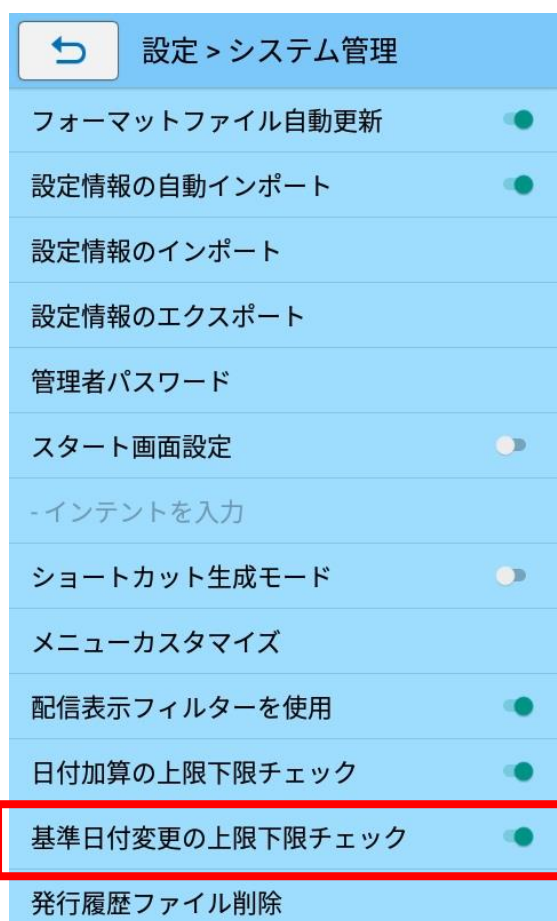 設定 > システム管理
フォーマットファイル自動更新
設定情報の自動インポート
設定情報のインポート
設定情報のエクスポート
管理者パスワード
スタート画面設定
- インテントを入力
ショートカット生成モード
メニューカスタマイズ
配信表示フィルターを使用
日付加算の上限下限チェック
基準日付変更の上限下限チェック
発行履歴ファイル削除